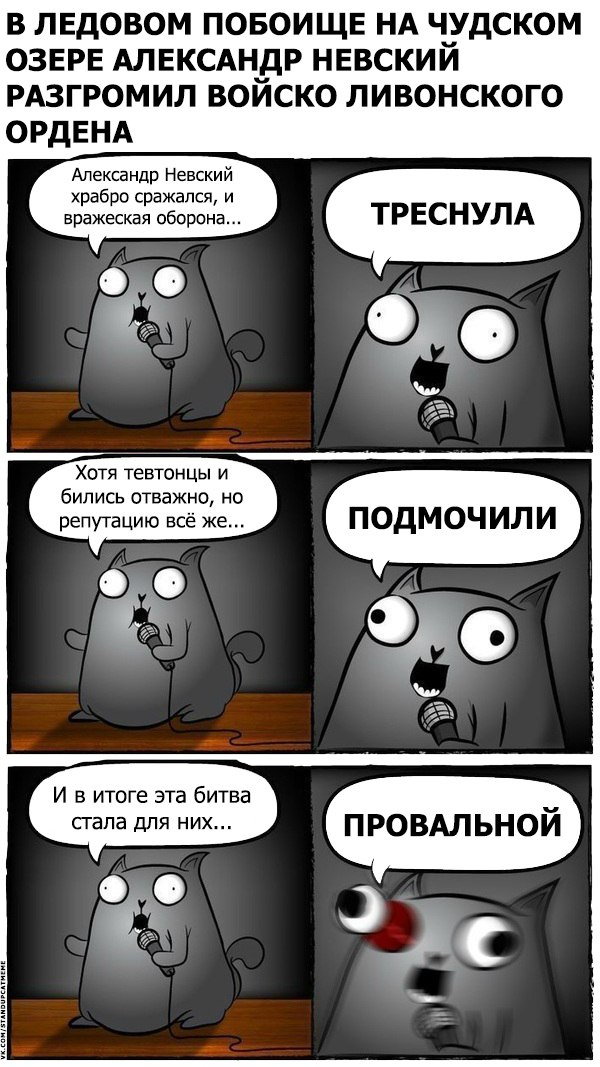 В ЛЕДОВОМ ПОБОИЩЕ НА ЧУДСКОМ
ОЗЕРЕ АЛЕКСАНДР НЕВСКИЙ
РАЗГРОМИЛ ВОЙСКО ЛИВОНСКОГО
ОРДЕНА
Александр Невский
храбро сражался, и
вражеская оборона...
ТРЕСНУЛА
Хотя тевтонцы и
бились отважно, но
репутацию всё же...
ПОДМОЧИЛИ
И в итоге эта битва
стала для них...
ПРОВАЛЬНОЙ
VK.COM/STANDUPCATMEME